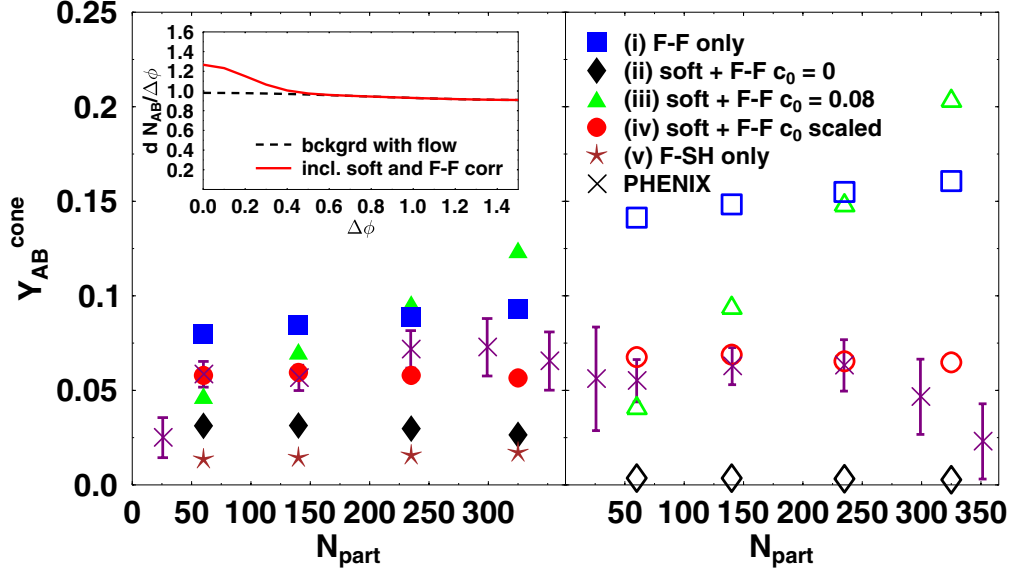 0.25
0.2
0.15
0.1
0.05
0.0
Y_AB^cone
1.6
1.4
1.2
1.0
0.8
0.6
0.4
0.2
d N_AB/Δϕ
bckgrd with flow
incl. soft and F-F corr
0.0 0.2 0.4 0.6 0.8 1.0 1.2 1.4
Δϕ
(i) F-F only
(ii) soft + F-F c_0 = 0
(iii) soft + F-F c_0 = 0.08
(iv) soft + F-F c_0 scaled
(v) F-SH only
PHENIX
0 50 100 150 200 250 300
50 100 150 200 250 300 350
N_part
N_part